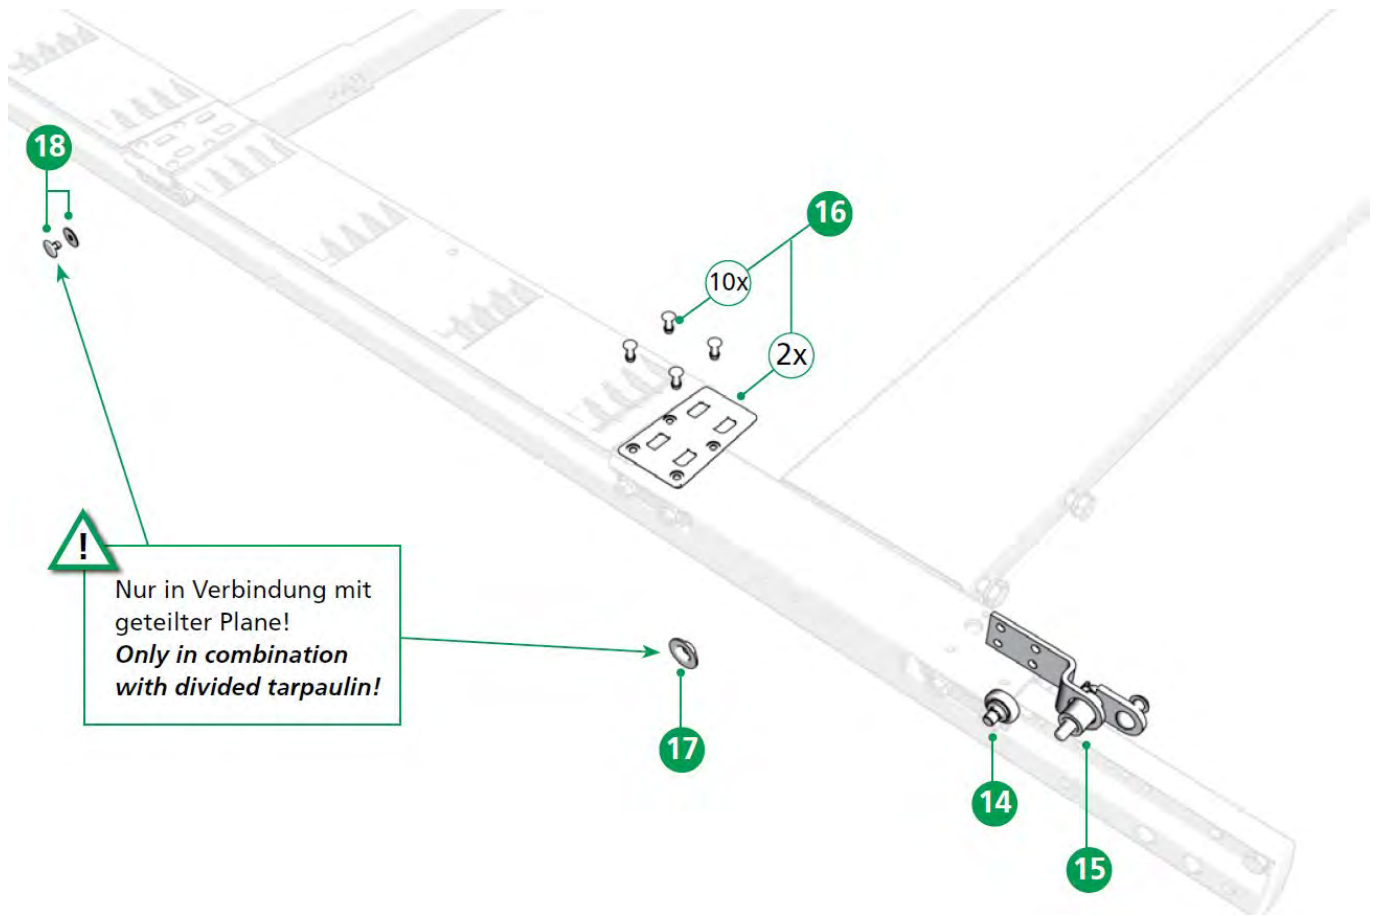 18
16
10x
2x
!
Nur in Verbindung mit
geteilter Plane!
Only in combination
with divided tarpaulin!
17
14
15